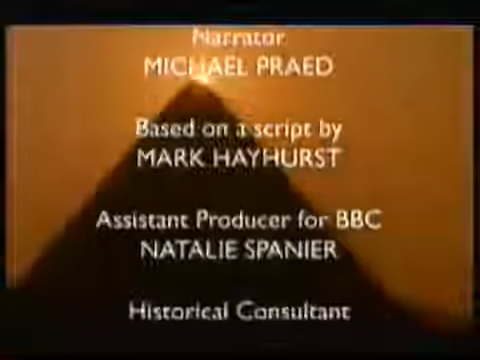 Narrator
MICHAEL PRAED
Based on a script by
MARK HAYHURST
Assistant Producer for BBC
NATALIE SPANIER
Historical Consultant